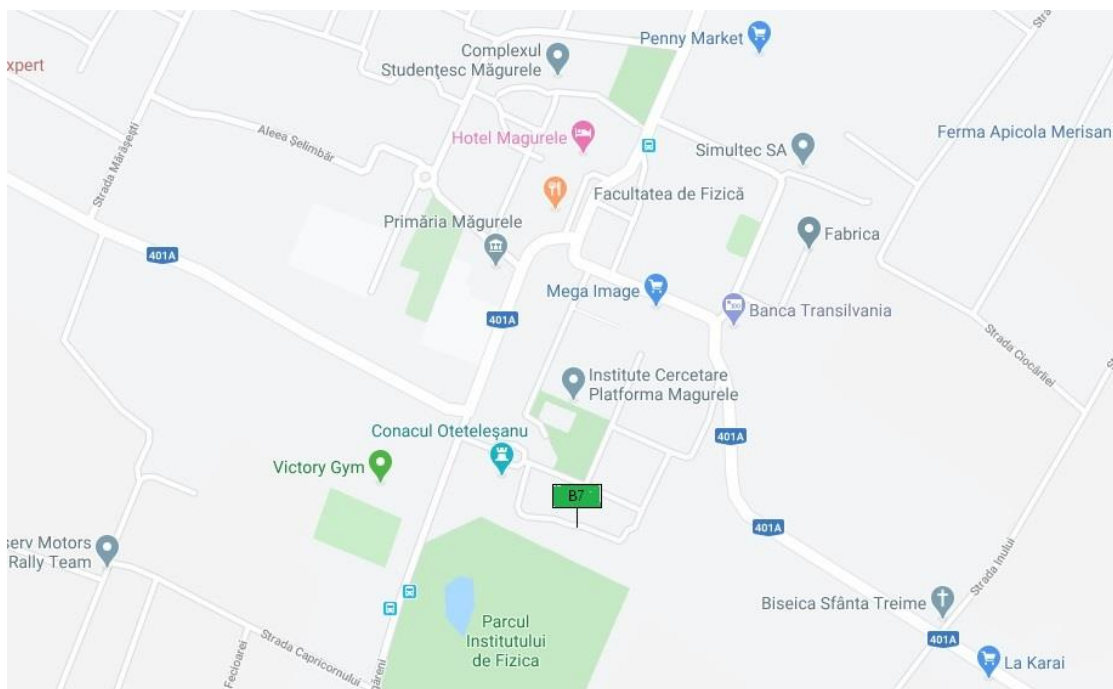 Penny Market
Complexul
Studențesc Măgurele
xpert
Strada Mărășești
Aleea Șelimbăr
Hotel Magurele
Simultec SA
Ferma Apicola Merisan
Facultatea de Fizică
Primăria Măgurele
Fabrica
401A
Mega Image
Banca Transilvania
401A
Strada Ciocârliei
Institute Cercetare
Platforma Magurele
Conacul Oteteleșanu
401A
Victory Gym
B7
401A
serv Motors
Rally Team
Strada Inului
Biseica Sfânta Treime
Parcul
Institutului
de Fizica
401A
Strada Capricornului
Fecioarei
La Karai